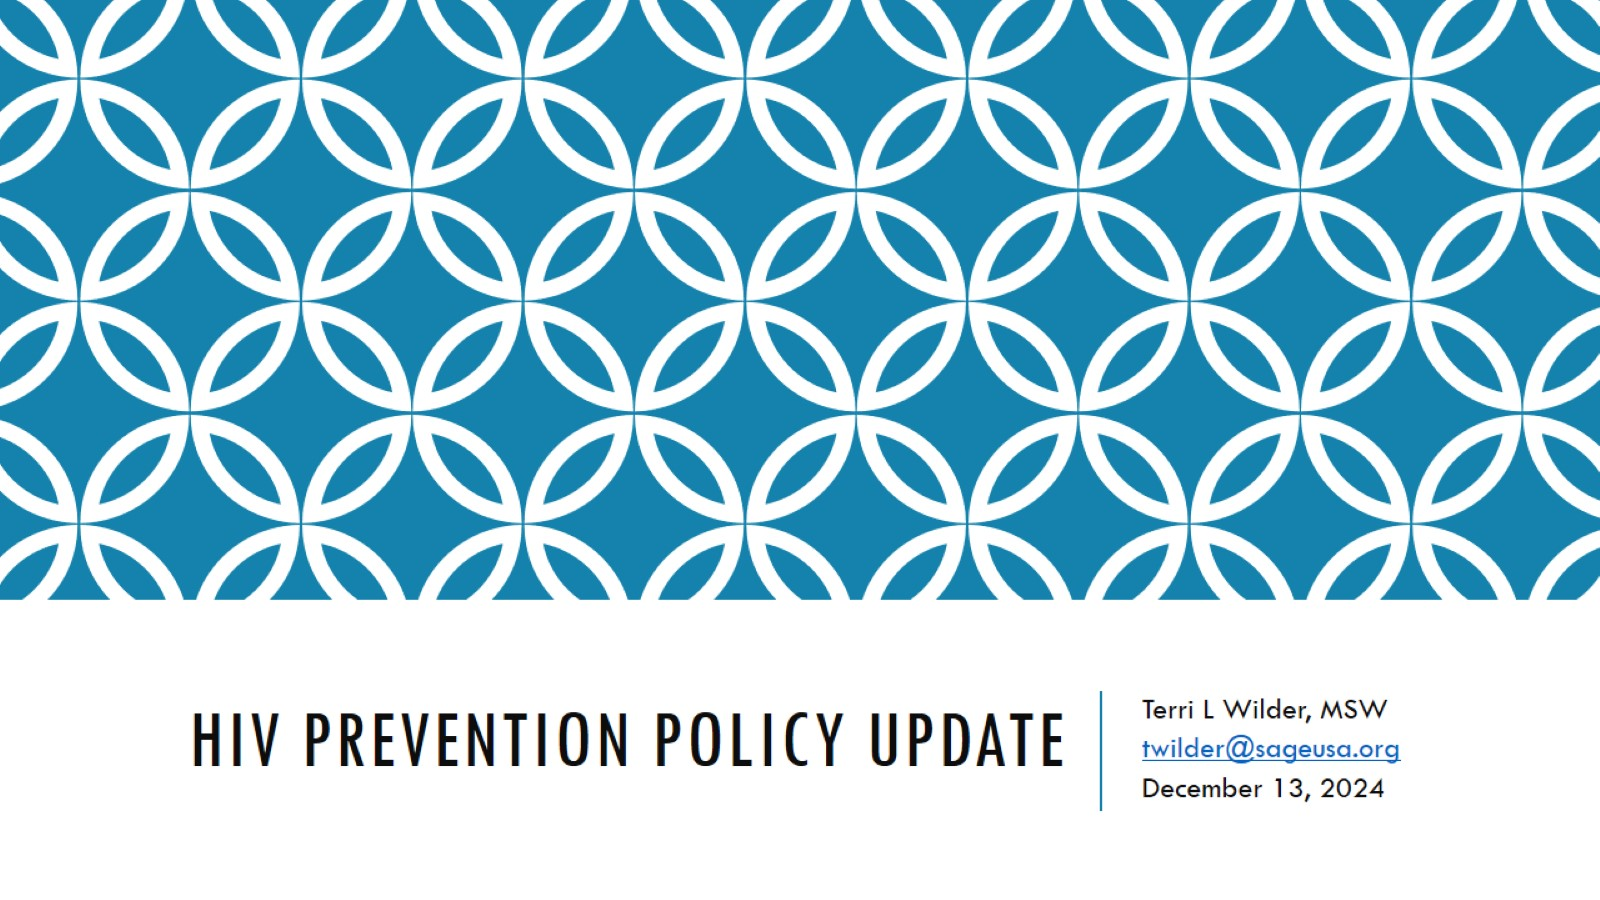 HIV PREVENTION POLICY UPDATE
Terri L Wilder, MSW
twilder@sageusa.org
December 13, 2024